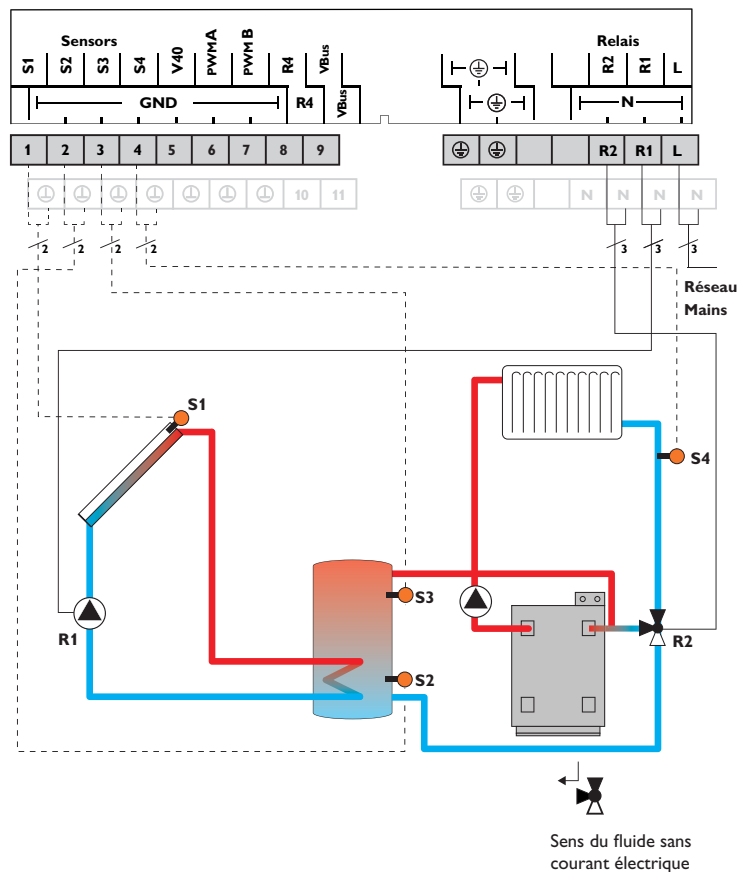 Sensors
Relais
S1 S2 S3 S4 V40 PWM A PWM B R4 VBus
R2 R1 L
GND R4 VBus
N
1 2 3 4 5 6 7 8 9
R2 R1 L
10 11
N N N N
2 2 2 2
3 3 3
Réseau
Mains
S1
S4
S3
R1
R2
S2
Sens du fluide sans
courant électrique